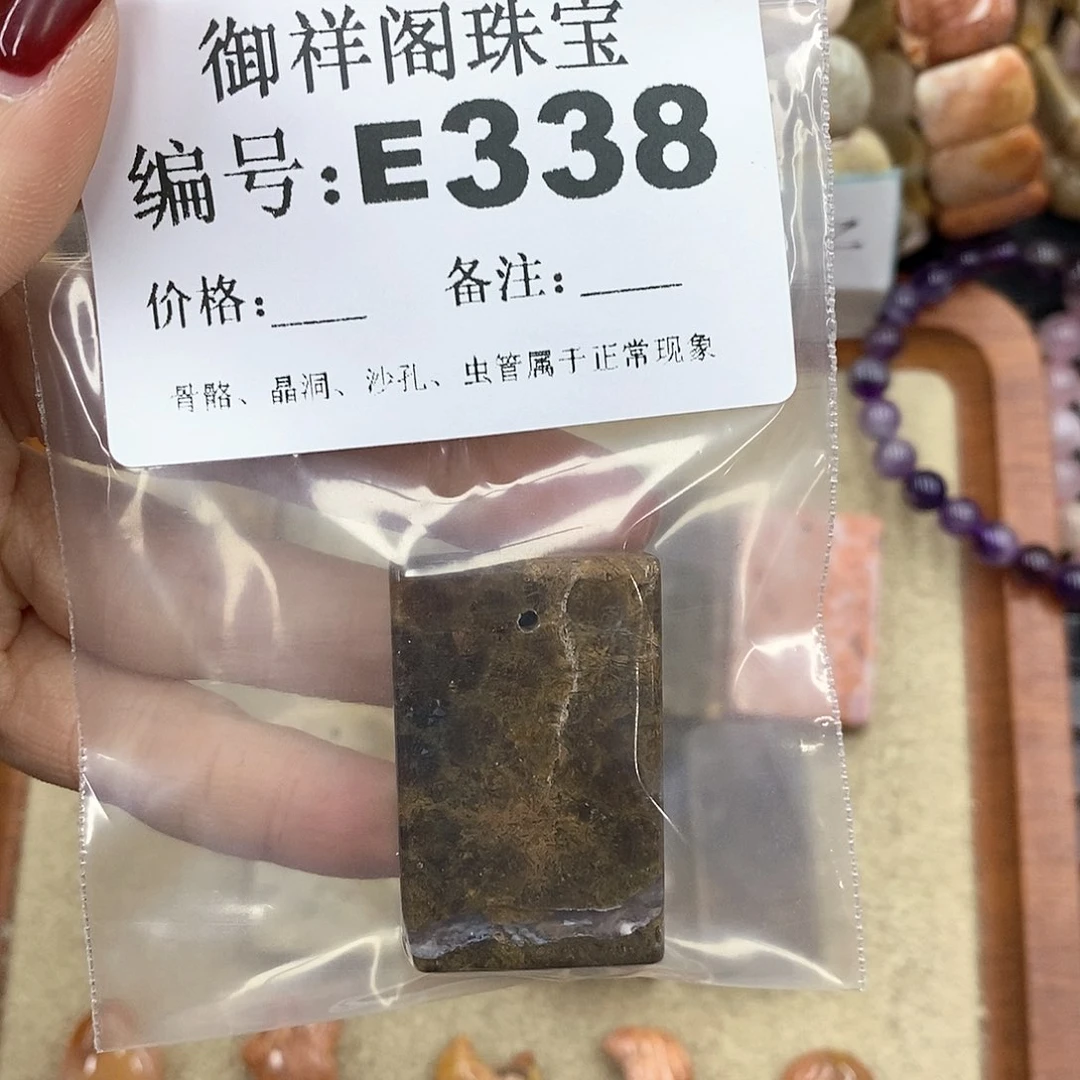 御祥阁珠宝
编号:E338
价格:___ 备注:____
骨骼、晶洞、沙孔、虫管属于正常现象